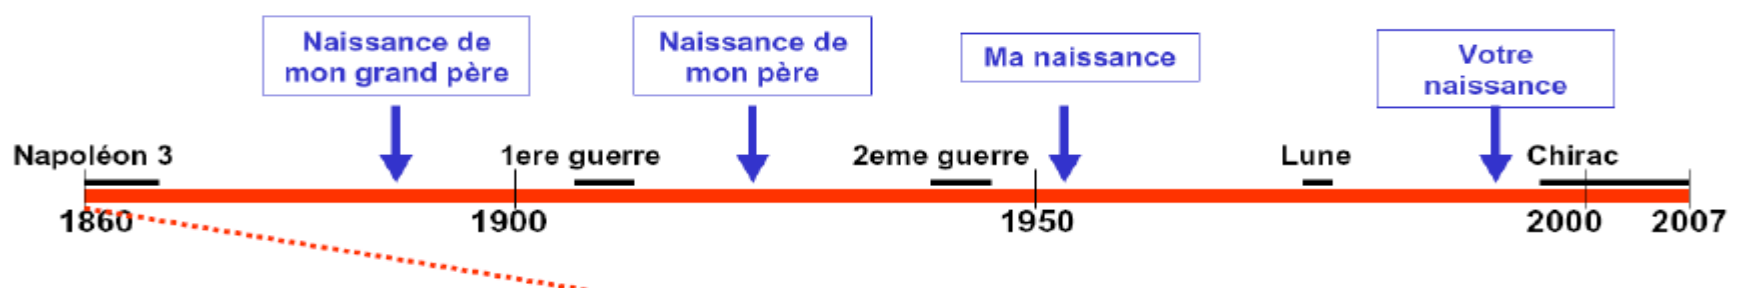 Naissance de
mon grand père
Naissance de
mon père
Ma naissance
Votre
naissance
Napoléon 3
1ere guerre
2eme guerre
Lune
Chirac
1860
1900
1950
2000
2007